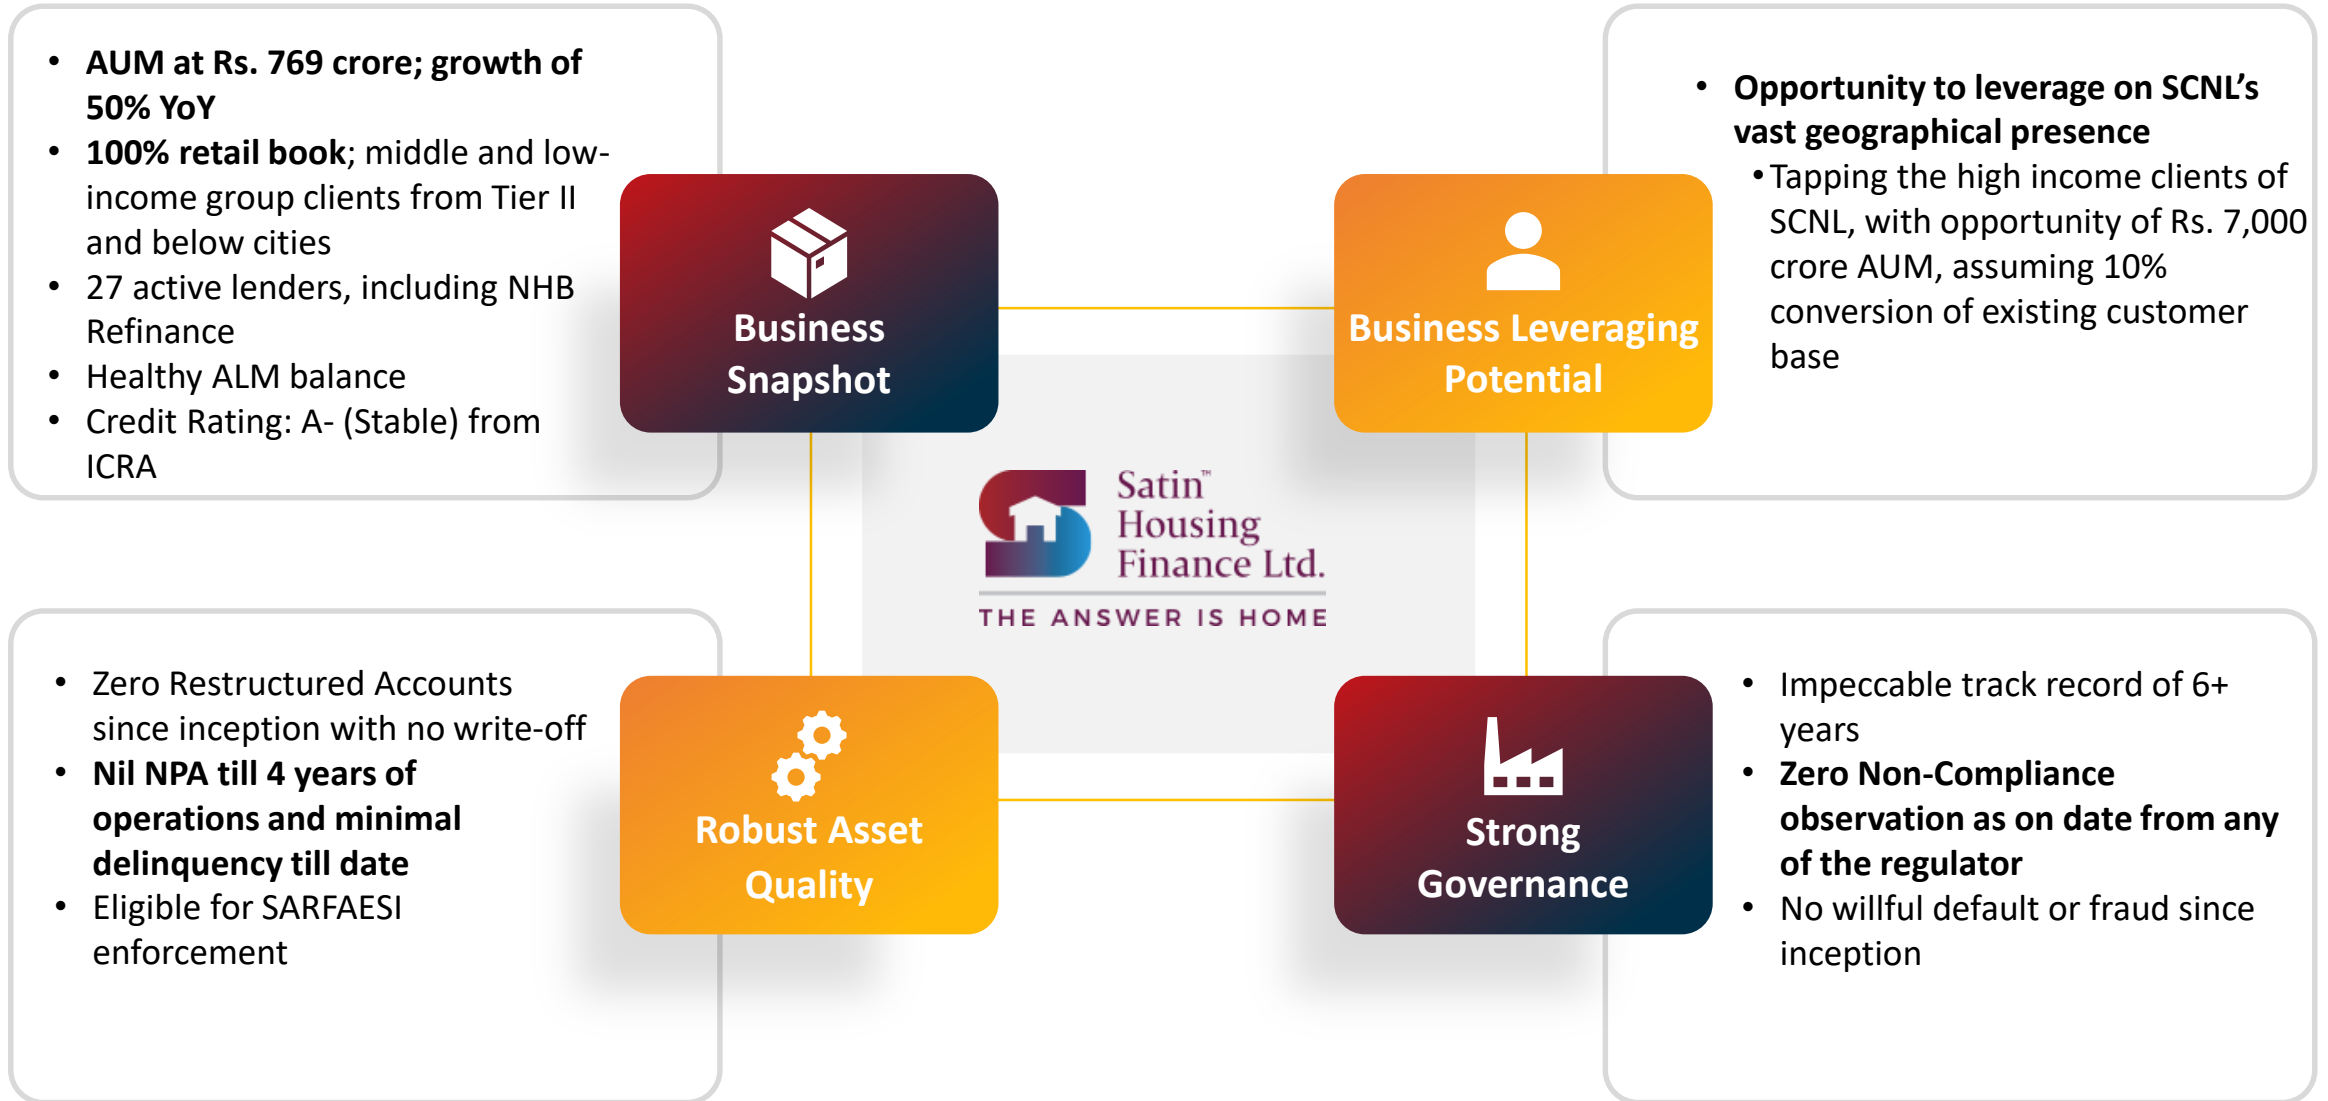 • AUM at Rs. 769 crore; growth of
50% YoY
• 100% retail book; middle and low-
income group clients from Tier II
and below cities
• 27 active lenders, including NHB
Refinance
• Healthy ALM balance
• Credit Rating: A- (Stable) from
ICRA
Business
Snapshot
Business Leveraging
Potential
• Opportunity to leverage on SCNL’s
vast geographical presence
• Tapping the high income clients of
SCNL, with opportunity of Rs. 7,000
crore AUM, assuming 10%
conversion of existing customer
base
Satin™
Housing
Finance Ltd.
THE ANSWER IS HOME
• Zero Restructured Accounts
since inception with no write-off
• Nil NPA till 4 years of
operations and minimal
delinquency till date
• Eligible for SARFAESI
enforcement
Robust Asset
Quality
Strong
Governance
• Impeccable track record of 6+
years
• Zero Non-Compliance
observation as on date from any
of the regulator
• No willful default or fraud since
inception